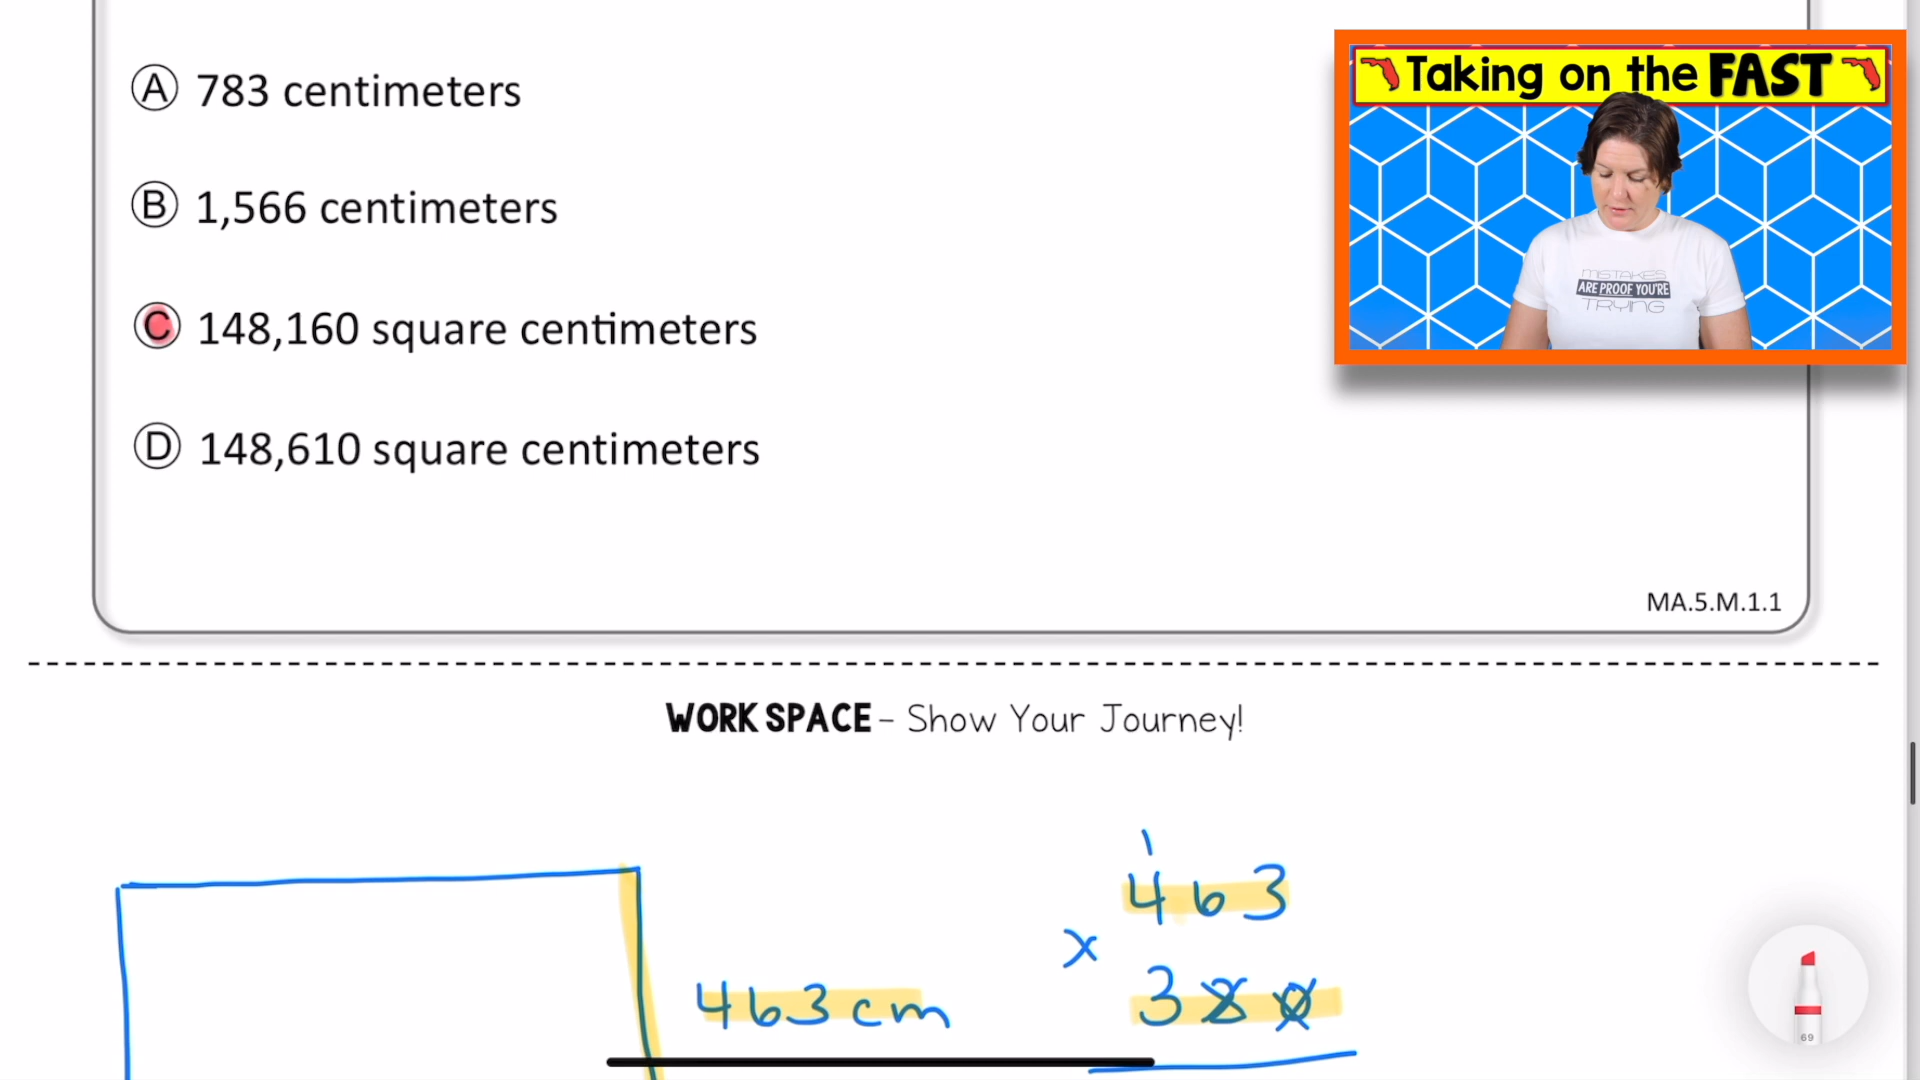 Ⓐ 783 centimeters
Ⓑ 1,566 centimeters
Ⓒ 148,160 square centimeters
Ⓓ 148,610 square centimeters
MA.5.M.1.1
Taking on the FAST
MISTAKES
ARE PROOF YOU'RE
TRYING
WORK SPACE – Show Your Journey!
463 cm
1
463
x
320
69